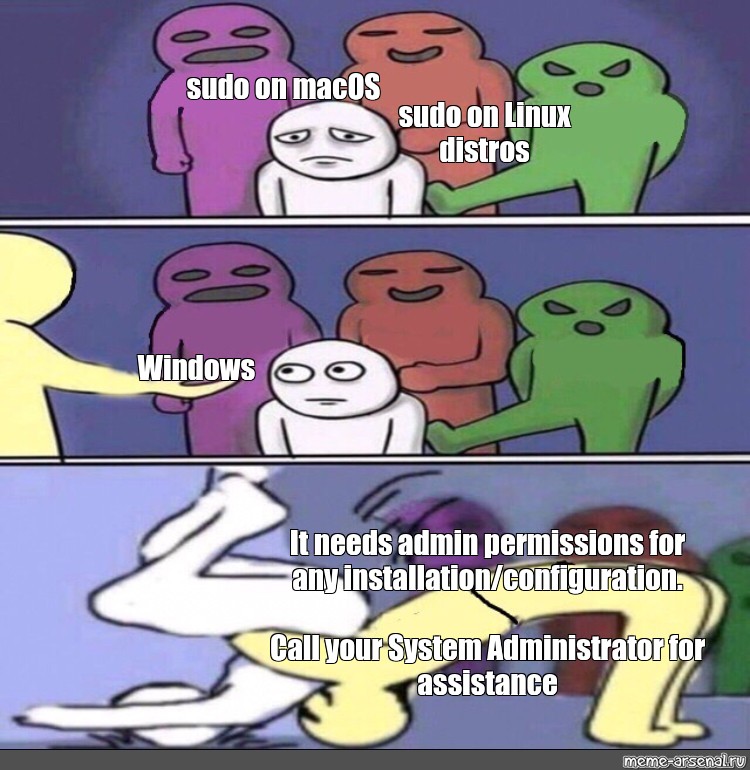 sudo on macOS
sudo on Linux
distros
Windows
It needs admin permissions for
any installation/configuration.
Call your System Administrator for
assistance
meme-arsenal.ru